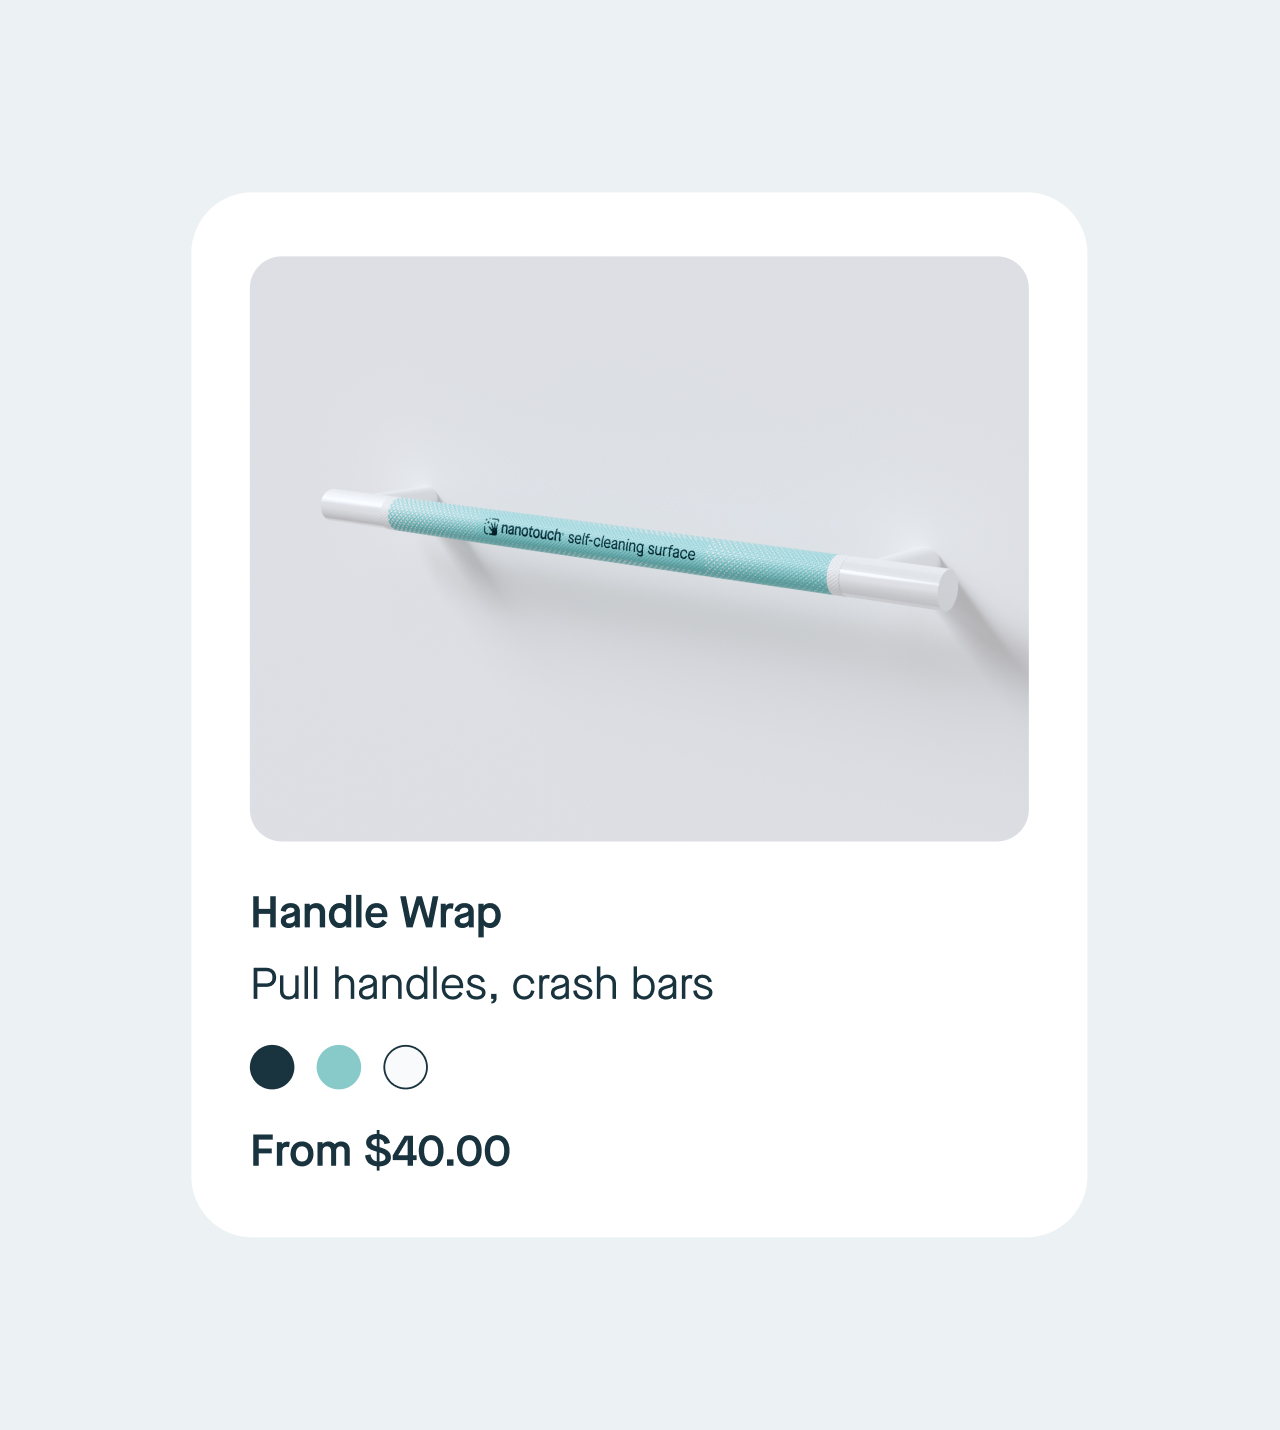 nanotouch® self-cleaning surface
Handle Wrap
Pull handles, crash bars
From $40.00